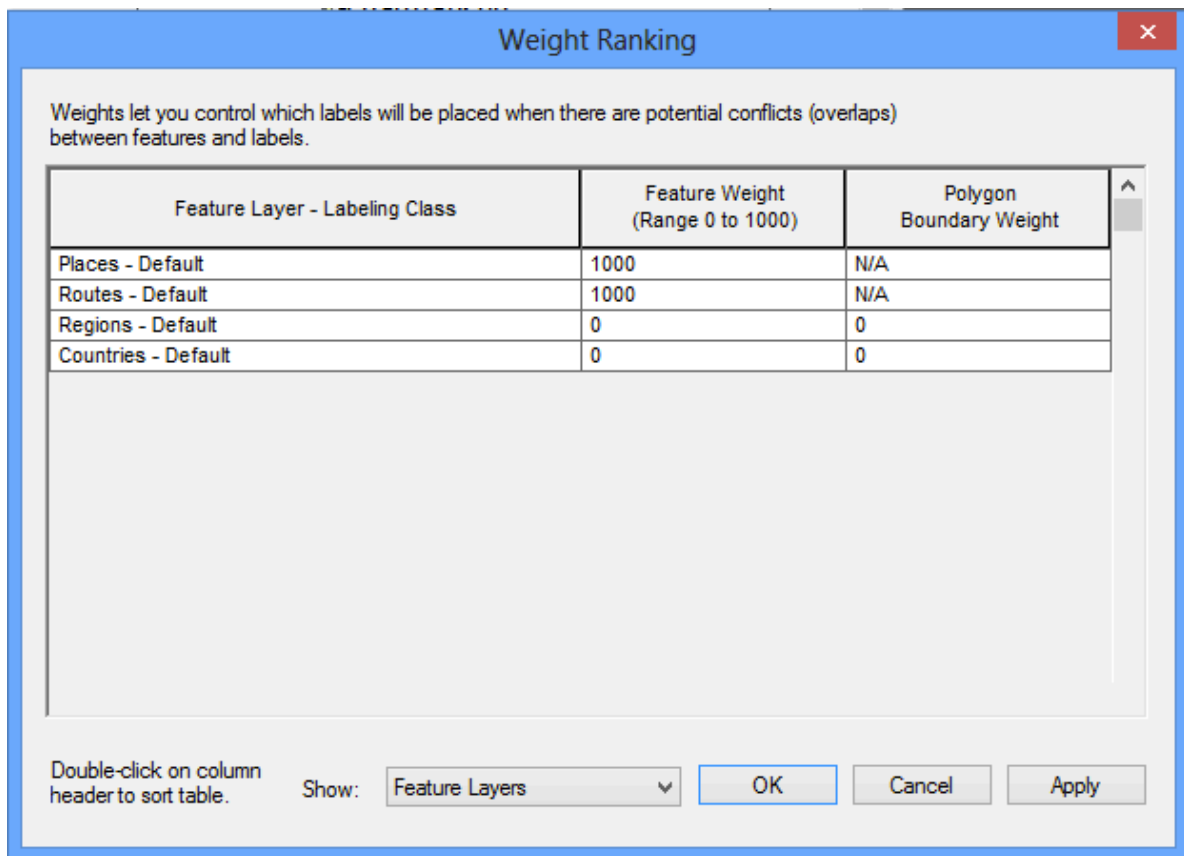 Weight Ranking
Weights let you control which labels will be placed when there are potential conflicts (overlaps)
between features and labels.
Feature Layer - Labeling Class
Feature Weight
(Range 0 to 1000)
Polygon
Boundary Weight
Places - Default 1000 N/A
Routes - Default 1000 N/A
Regions - Default 0 0
Countries - Default 0 0
Double-click on column
header to sort table.
Show: Feature Layers OK Cancel Apply